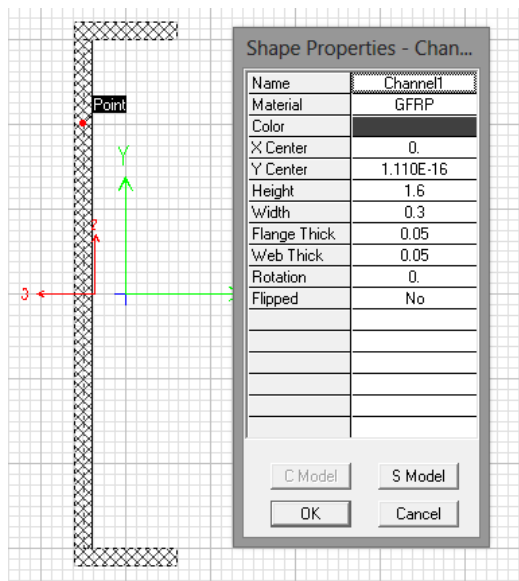 Shape Properties - Chan...
Name Channel1
Material GFRP
Color
X Center 0.
Y Center 1.110E-16
Height 1.6
Width 0.3
Flange Thick 0.05
Web Thick 0.05
Rotation 0.
Flipped No
C Model S Model
OK Cancel
Point
Y
2
3